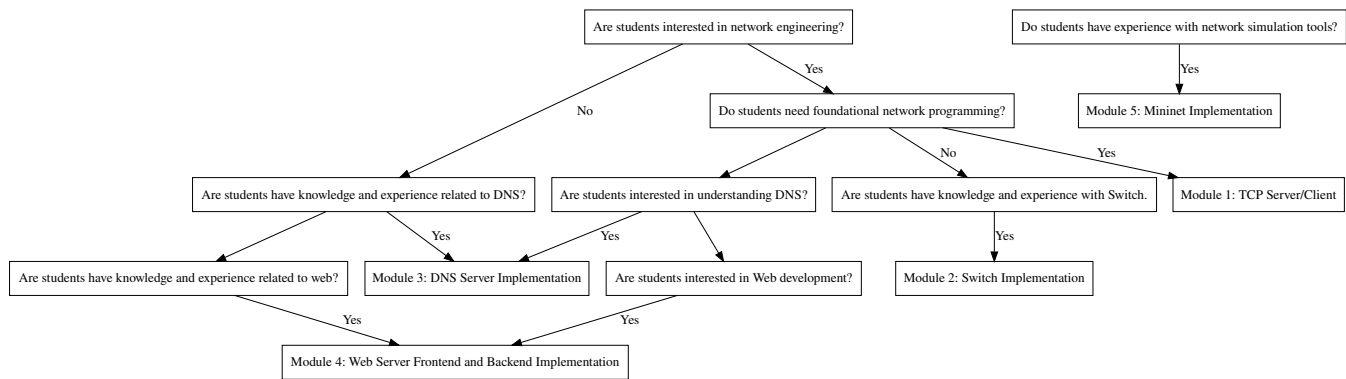 Are students interested in network engineering?
Do students have experience with network simulation tools?
Yes
Yes
No
Do students need foundational network programming?
Module 5: Mininet Implementation
No
Yes
Are students have knowledge and experience related to DNS?
Are students interested in understanding DNS?
Are students have knowledge and experience with Switch.
Module 1: TCP Server/Client
Yes
Yes
Yes
Are students have knowledge and experience related to web?
Module 3: DNS Server Implementation
Are students interested in Web development?
Module 2: Switch Implementation
Yes
Yes
Module 4: Web Server Frontend and Backend Implementation